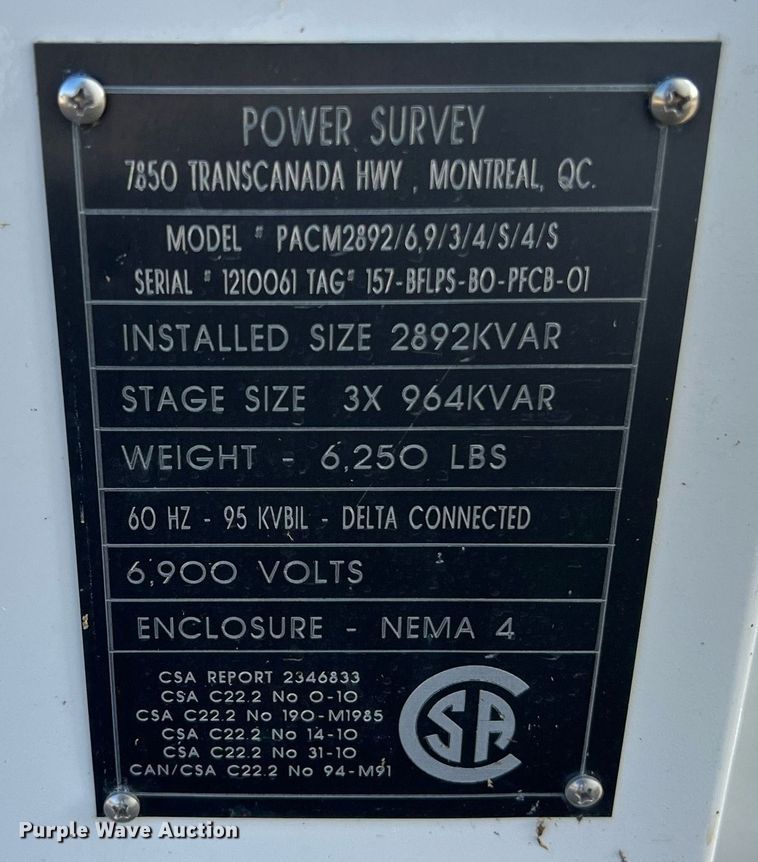 POWER SURVEY
7850 TRANSCANADA HWY , MONTREAL, QC.
MODEL # PACM2892/6,9/3/4/S/4/S
SERIAL # 1210061 TAG# 157-BFLPS-BO-PFCB-01
INSTALLED SIZE 2892KVAR
STAGE SIZE 3X 964KVAR
WEIGHT - 6,250 LBS
60 HZ - 95 KVBIL - DELTA CONNECTED
6,900 VOLTS
ENCLOSURE - NEMA 4
CSA REPORT 2346833
CSA C22.2 No 0-10
CSA C22.2 No 190-M1985
CSA C22.2 No 14-10
CSA C22.2 No 31-10
CAN/CSA C22.2 No 94-M91
CSA
Purple Wave Auction